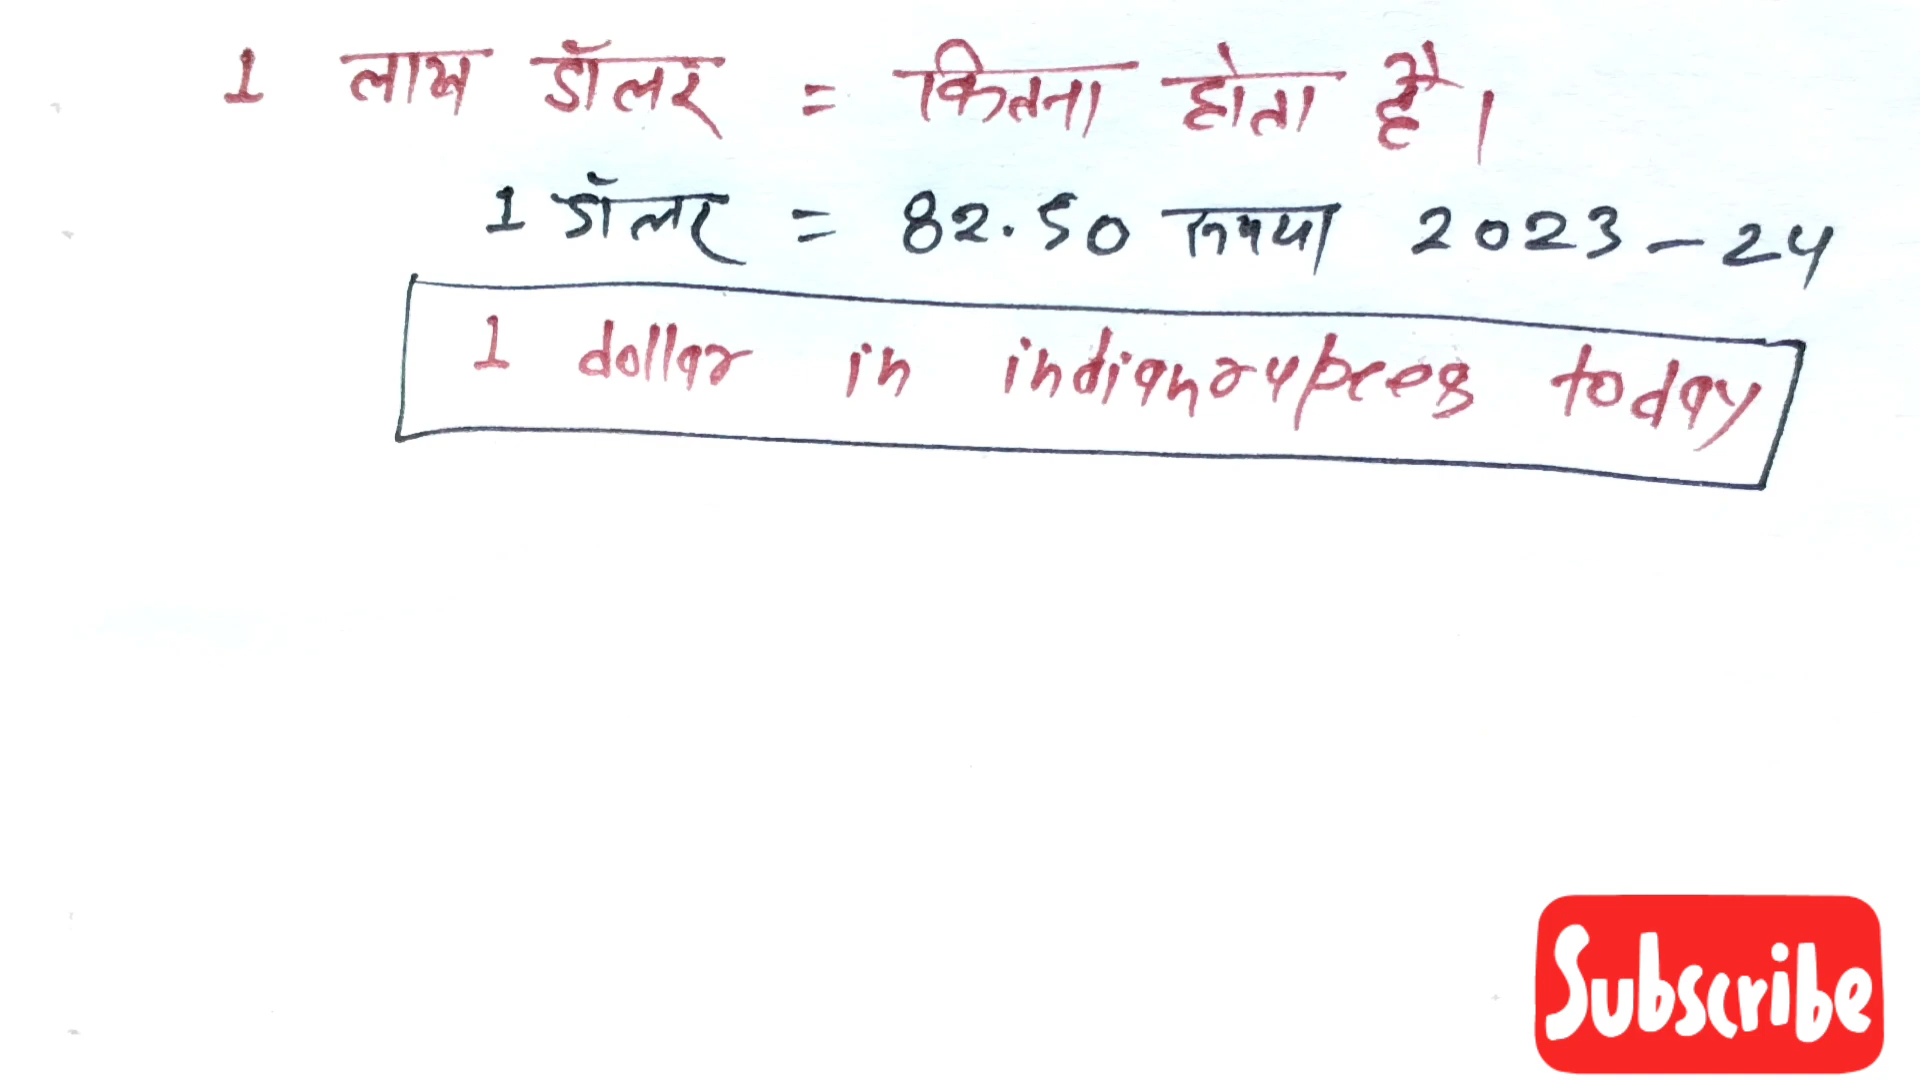 1 लाख डॉलर = कितना होता है।
1 डॉलर = 82.50 रुपया 2023-24
1 dollar in indianrupees today
Subscribe